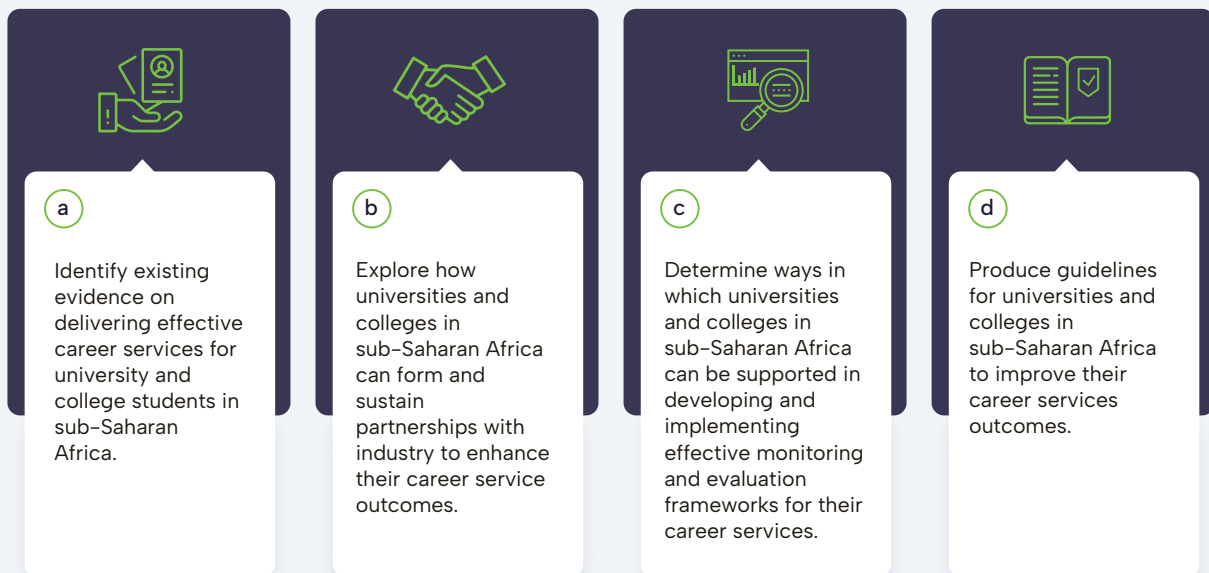 a
Identify existing
evidence on
delivering effective
career services for
university and
college students in
sub-Saharan
Africa.
b
Explore how
universities and
colleges in
sub-Saharan Africa
can form and
sustain
partnerships with
industry to enhance
their career service
outcomes.
c
Determine ways in
which universities
and colleges in
sub-Saharan Africa
can be supported in
developing and
implementing
effective monitoring
and evaluation
frameworks for their
career services.
d
Produce guidelines
for universities and
colleges in
sub-Saharan Africa
to improve their
career services
outcomes.